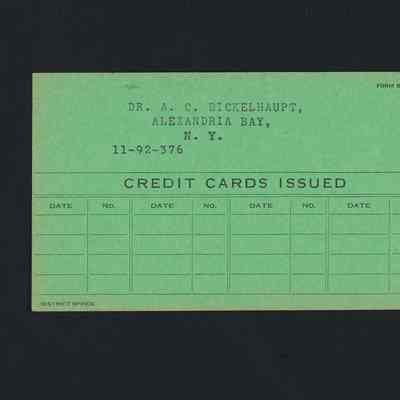 FORM
DR. A. C. BICKELHAUPT,
ALEXANDRIA BAY,
N. Y.
11-92-376
CREDIT CARDS ISSUED
DATE No. DATE No. DATE No. DATE
DISTRICT OFFICE